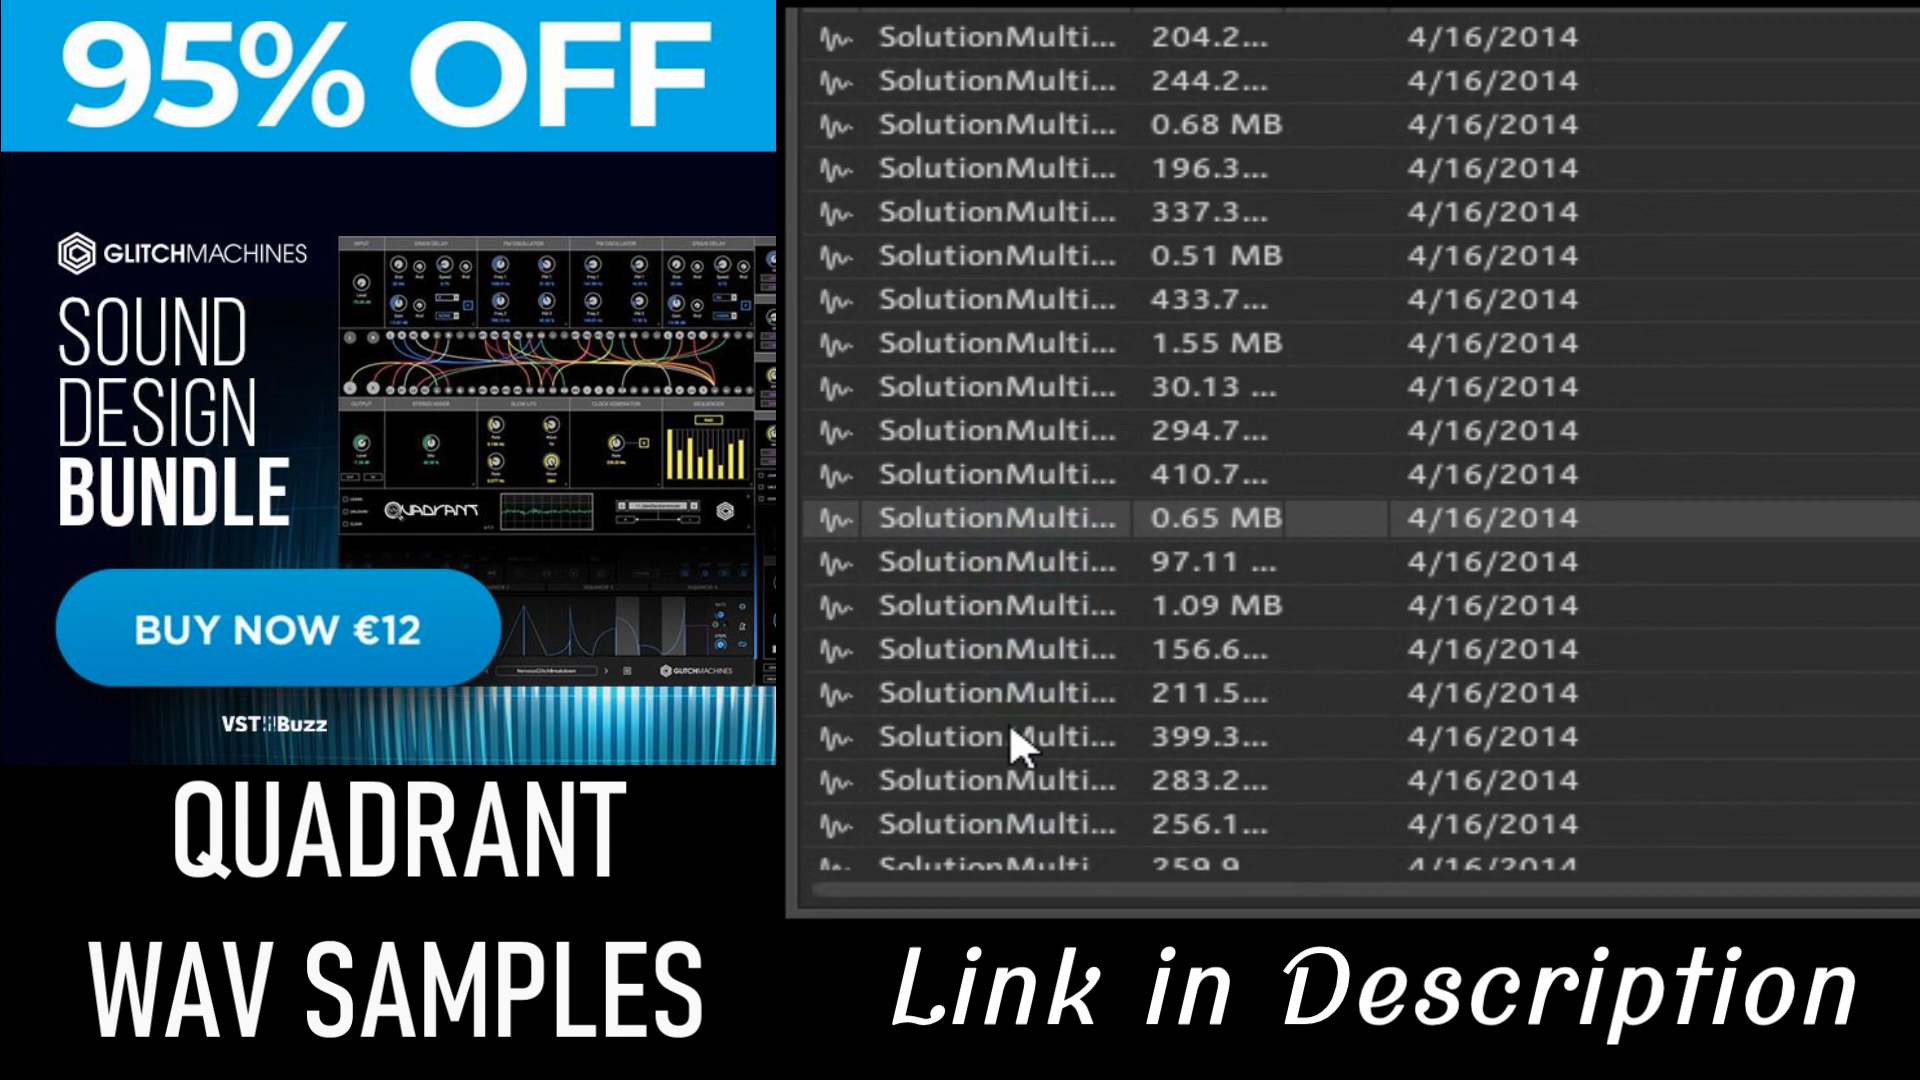 95% OFF
GLITCHMACHINES
SOUND
DESIGN
BUNDLE
QUADRANT
BUY NOW €12
GLITCHMACHINES
VST Buzz
QUADRANT
WAV SAMPLES
SolutionMulti... 204.2... 4/16/2014
SolutionMulti... 244.2... 4/16/2014
SolutionMulti... 0.68 MB 4/16/2014
SolutionMulti... 196.3... 4/16/2014
SolutionMulti... 337.3... 4/16/2014
SolutionMulti... 0.51 MB 4/16/2014
SolutionMulti... 433.7... 4/16/2014
SolutionMulti... 1.55 MB 4/16/2014
SolutionMulti... 30.13 ... 4/16/2014
SolutionMulti... 294.7... 4/16/2014
SolutionMulti... 410.7... 4/16/2014
SolutionMulti... 0.65 MB 4/16/2014
SolutionMulti... 97.11 ... 4/16/2014
SolutionMulti... 1.09 MB 4/16/2014
SolutionMulti... 156.6... 4/16/2014
SolutionMulti... 211.5... 4/16/2014
SolutionMulti... 399.3... 4/16/2014
SolutionMulti... 283.2... 4/16/2014
SolutionMulti... 256.1... 4/16/2014
SolutionMulti 259.9 4/16/2014
Link in Description